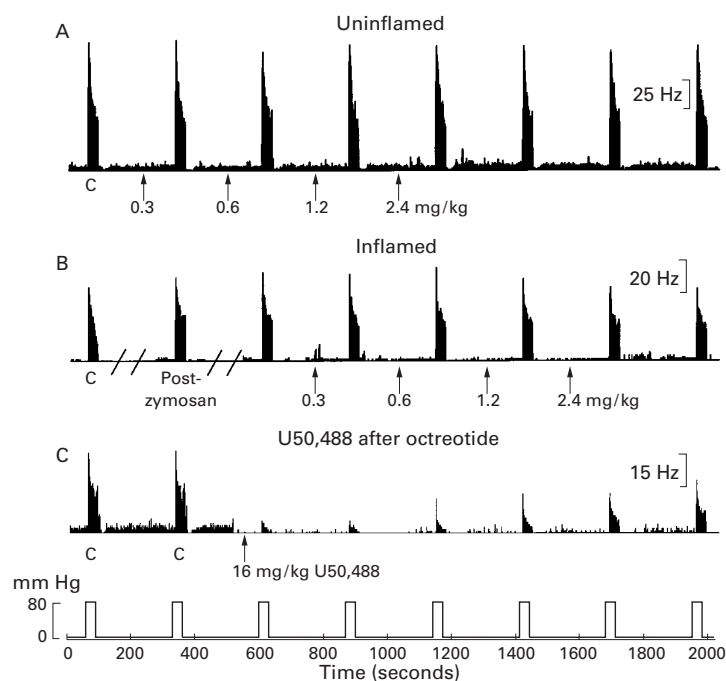 A
Uninflamed
25 Hz
C
0.3 0.6 1.2 2.4 mg/kg
B
Inflamed
20 Hz
C
Post-
zymosan
0.3 0.6 1.2 2.4 mg/kg
C
U50,488 after octreotide
15 Hz
C C
16 mg/kg U50,488
mm Hg
80
0
0 200 400 600 800 1000 1200 1400 1600 1800 2000
Time (seconds)